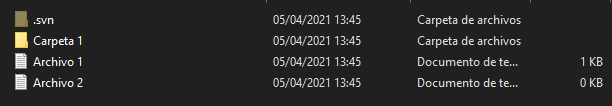 .svn 05/04/2021 13:45 Carpeta de archivos
Carpeta 1 05/04/2021 13:45 Carpeta de archivos
Archivo 1 05/04/2021 13:45 Documento de te... 1 KB
Archivo 2 05/04/2021 13:45 Documento de te... 0 KB